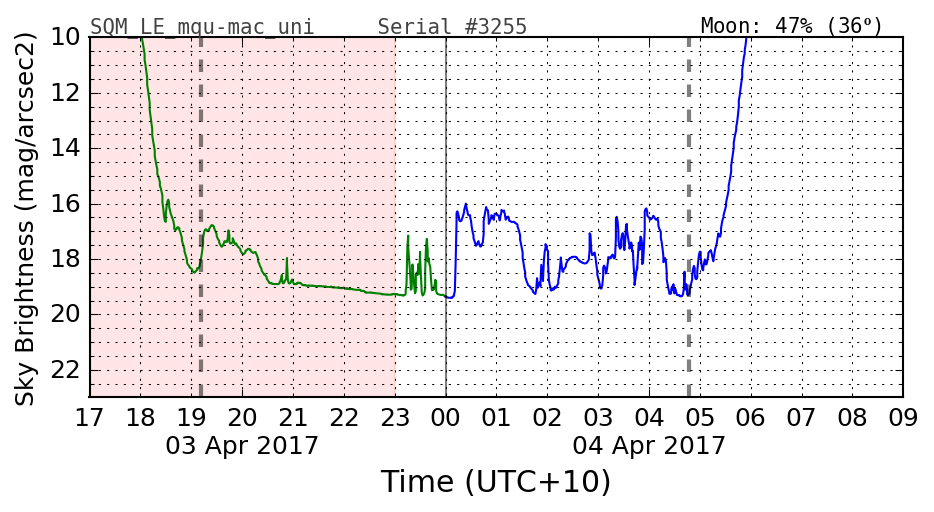 SQM_LE_mqu-mac_uni Serial #3255 Moon: 47% (36º)
10
12
14
16
18
20
22
Sky Brightness (mag/arcsec2)
17 18 19 20 21 22 23 00 01 02 03 04 05 06 07 08 09
03 Apr 2017 04 Apr 2017
Time (UTC+10)